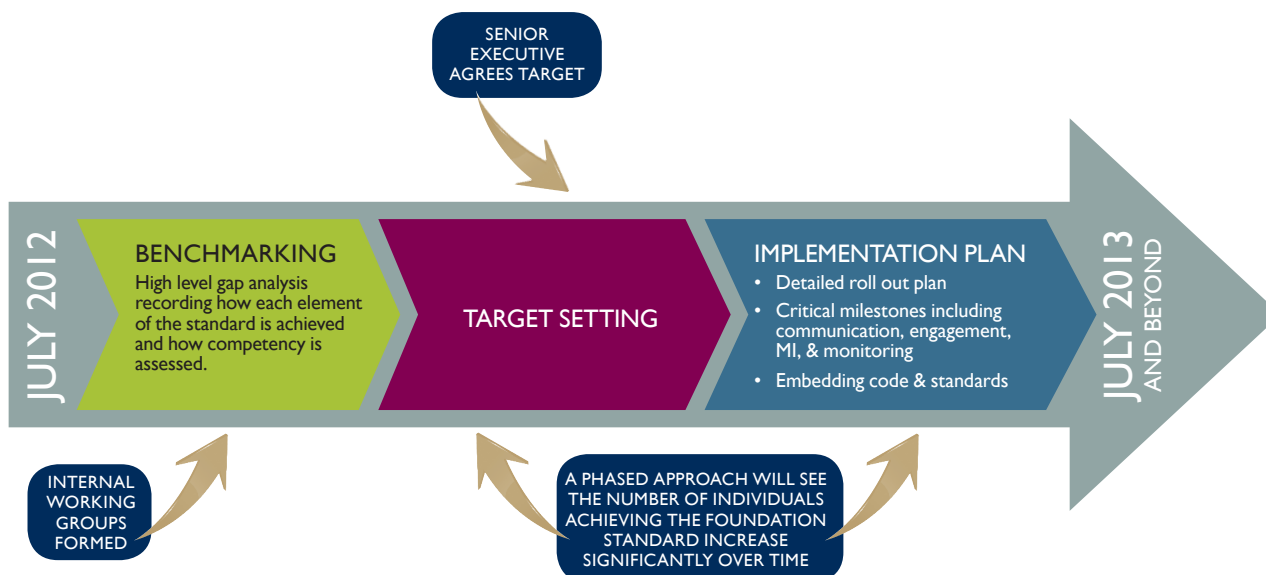 SENIOR
EXECUTIVE
AGREES TARGET
JULY 2012
BENCHMARKING
High level gap analysis
recording how each element
of the standard is achieved
and how competency is
assessed.
TARGET SETTING
IMPLEMENTATION PLAN
• Detailed roll out plan
• Critical milestones including
communication, engagement,
MI, & monitoring
• Embedding code & standards
JULY 2013
AND BEYOND
INTERNAL
WORKING
GROUPS
FORMED
A PHASED APPROACH WILL SEE
THE NUMBER OF INDIVIDUALS
ACHIEVING THE FOUNDATION
STANDARD INCREASE
SIGNIFICANTLY OVER TIME